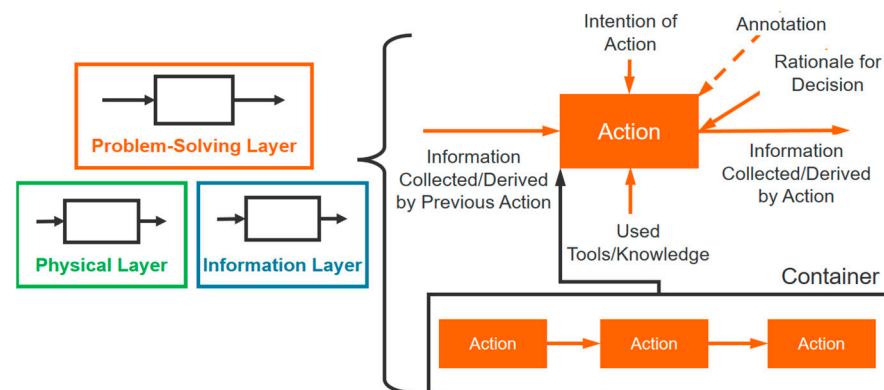 Problem-Solving Layer
Physical Layer
Information Layer
Intention of
Action
Annotation
Rationale for
Decision
Action
Information
Collected/Derived
by Previous Action
Information
Collected/Derived
by Action
Used
Tools/Knowledge
Container
Action
Action
Action